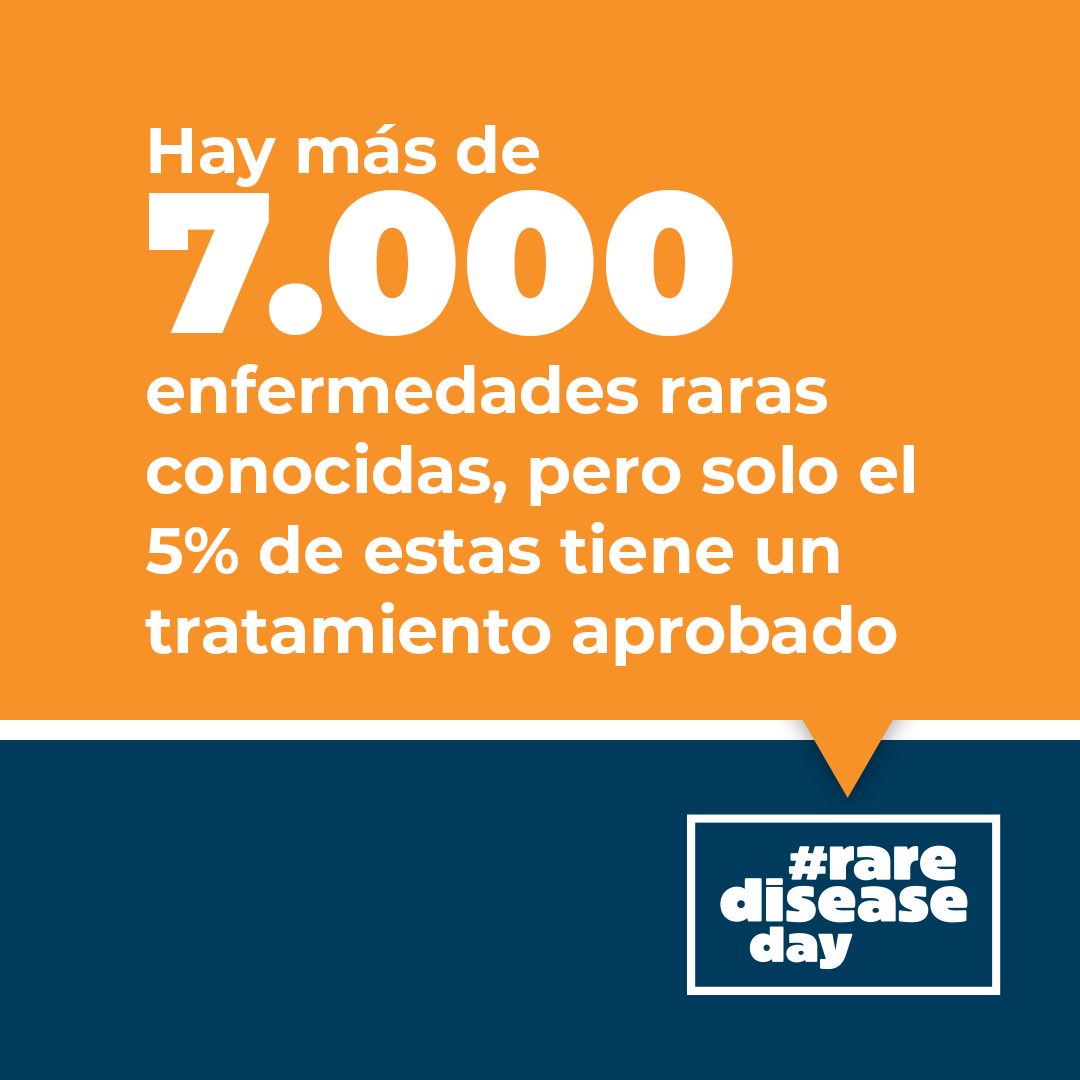 Hay más de
7.000
enfermedades raras
conocidas, pero solo el
5% de estas tiene un
tratamiento aprobado
#rare
disease
day